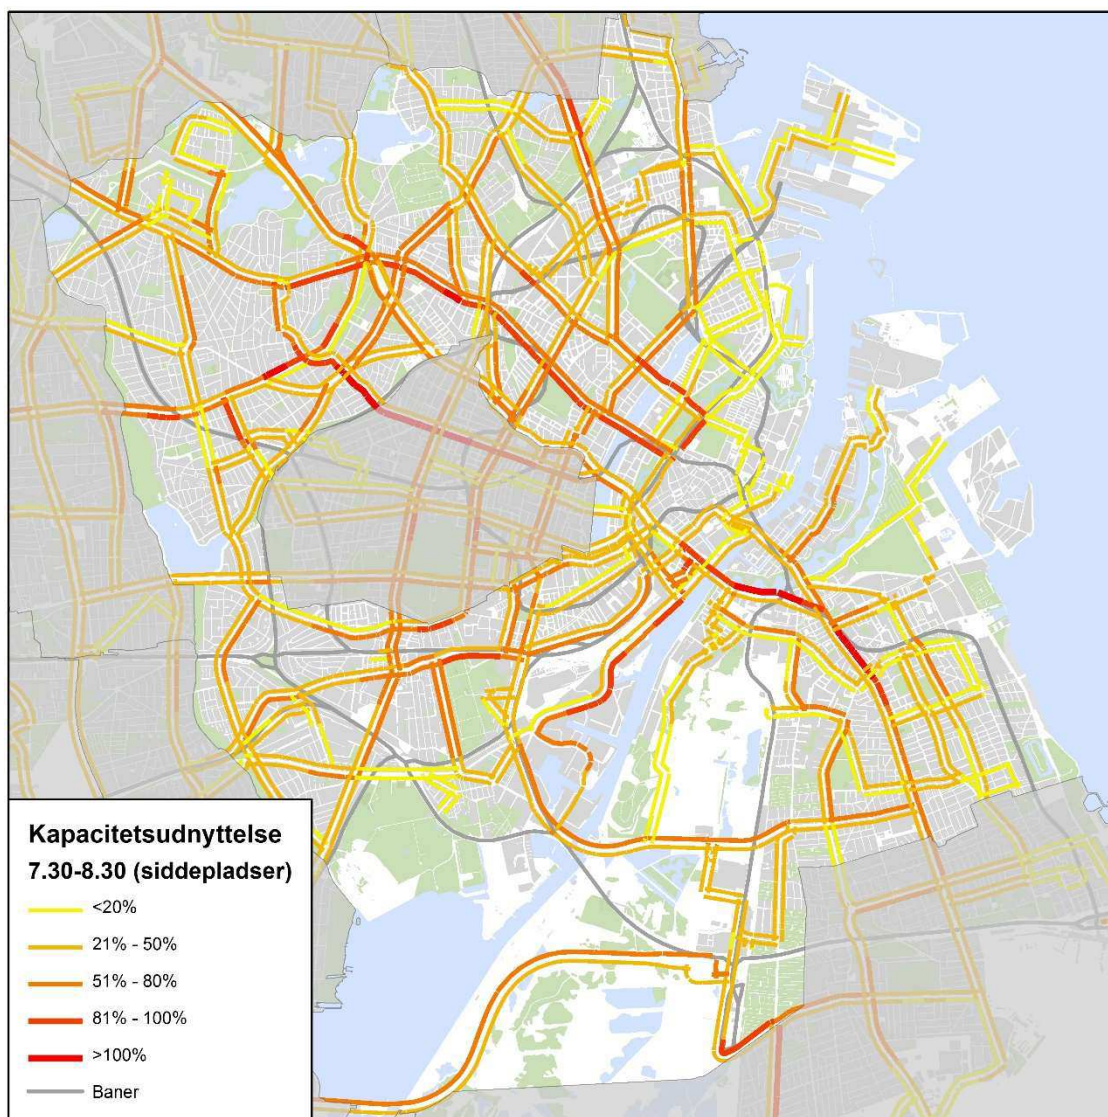 Kapacitetsudnyttelse
7.30-8.30 (siddepladser)
<20%
21% - 50%
51% - 80%
81% - 100%
>100%
Baner